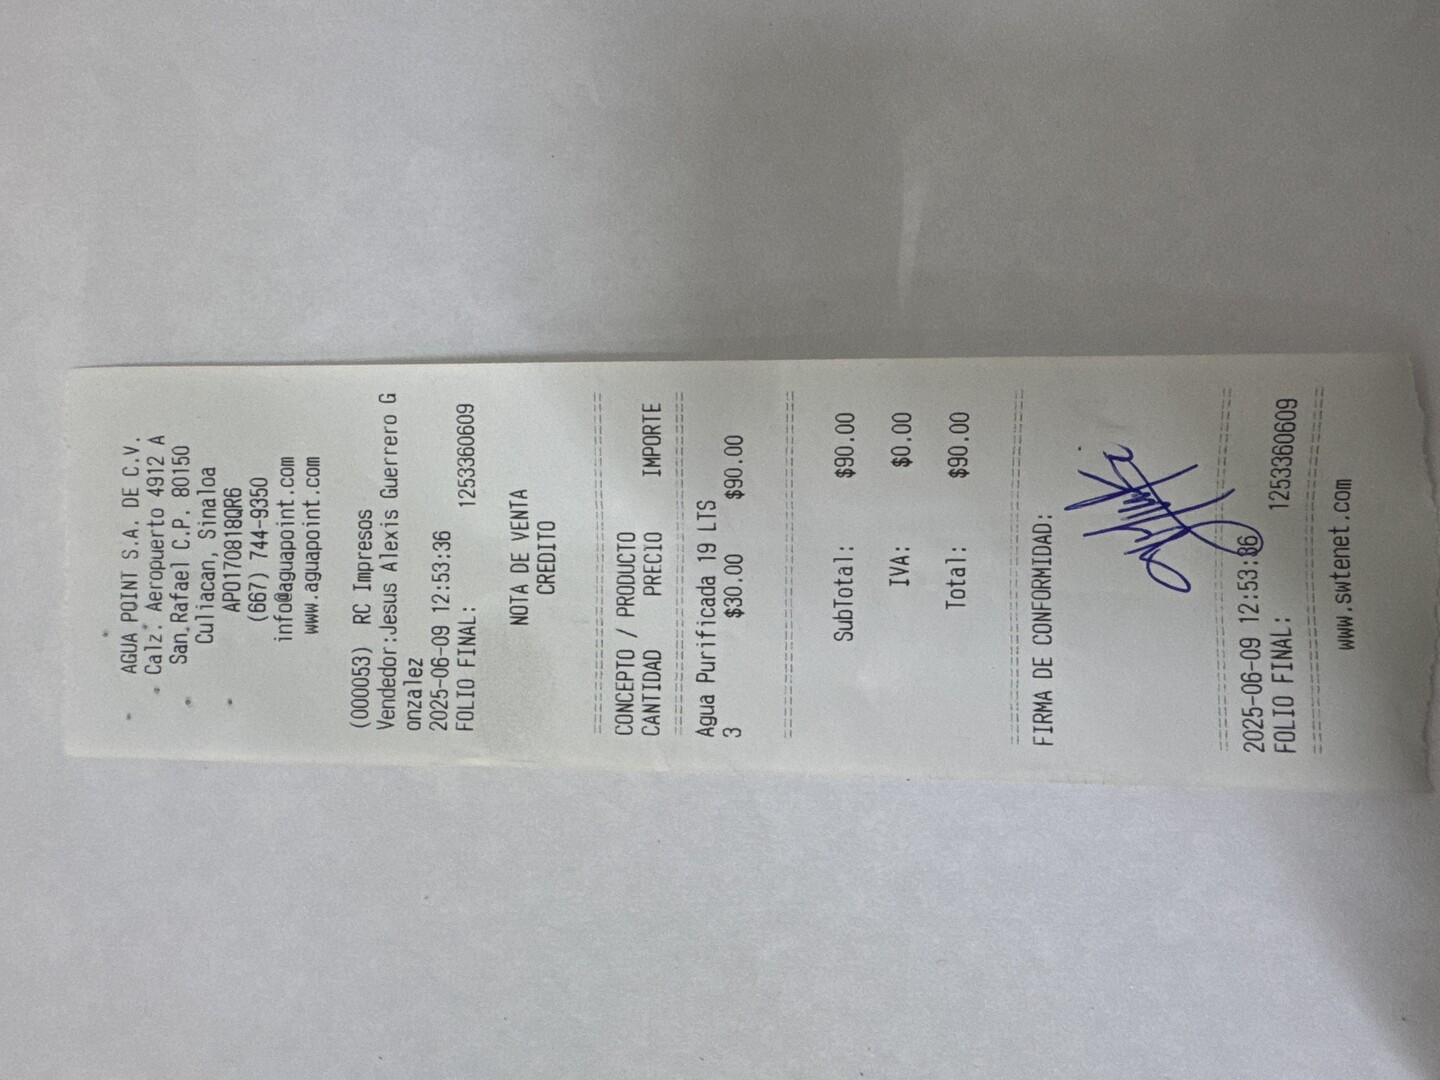 AGUA POINT S.A. DE C.V.
Calz. Aeropuerto 4912 A
San Rafael C.P. 80150
Culiacan, Sinaloa
APO170818QR6
(667) 744-9350
info@aguapoint.com
www.aguapoint.com
(000053) RC Impresos
Vendedor:Jesus Alexis Guerrero G
onzalez
2025-06-09 12:53:36
FOLIO FINAL: 1253360609
NOTA DE VENTA
CREDITO
CONCEPTO / PRODUCTO
CANTIDAD PRECIO IMPORTE
Agua Purificada 19 LTS
3 $30.00 $90.00
SubTotal: $90.00
IVA: $0.00
Total: $90.00
FIRMA DE CONFORMIDAD:
2025-06-09 12:53:36
FOLIO FINAL: 1253360609
www.swtenet.com